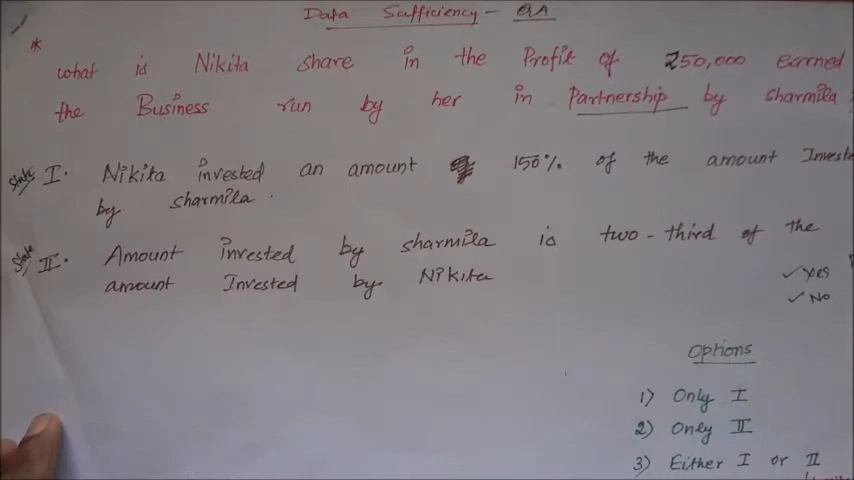 Data Sufficiency - QA
* what is Nikita share in the Profit of 250,000 earned
the Business run by her in Partnership by sharmila
State I. Nikita invested an amount 150% of the amount Investe
by sharmila.
State II. Amount invested by sharmila is two-third of the
amount Invested by Nikita
✓ YES
✓ NO
Options
1) Only I
2) Only II
3) Either I or II